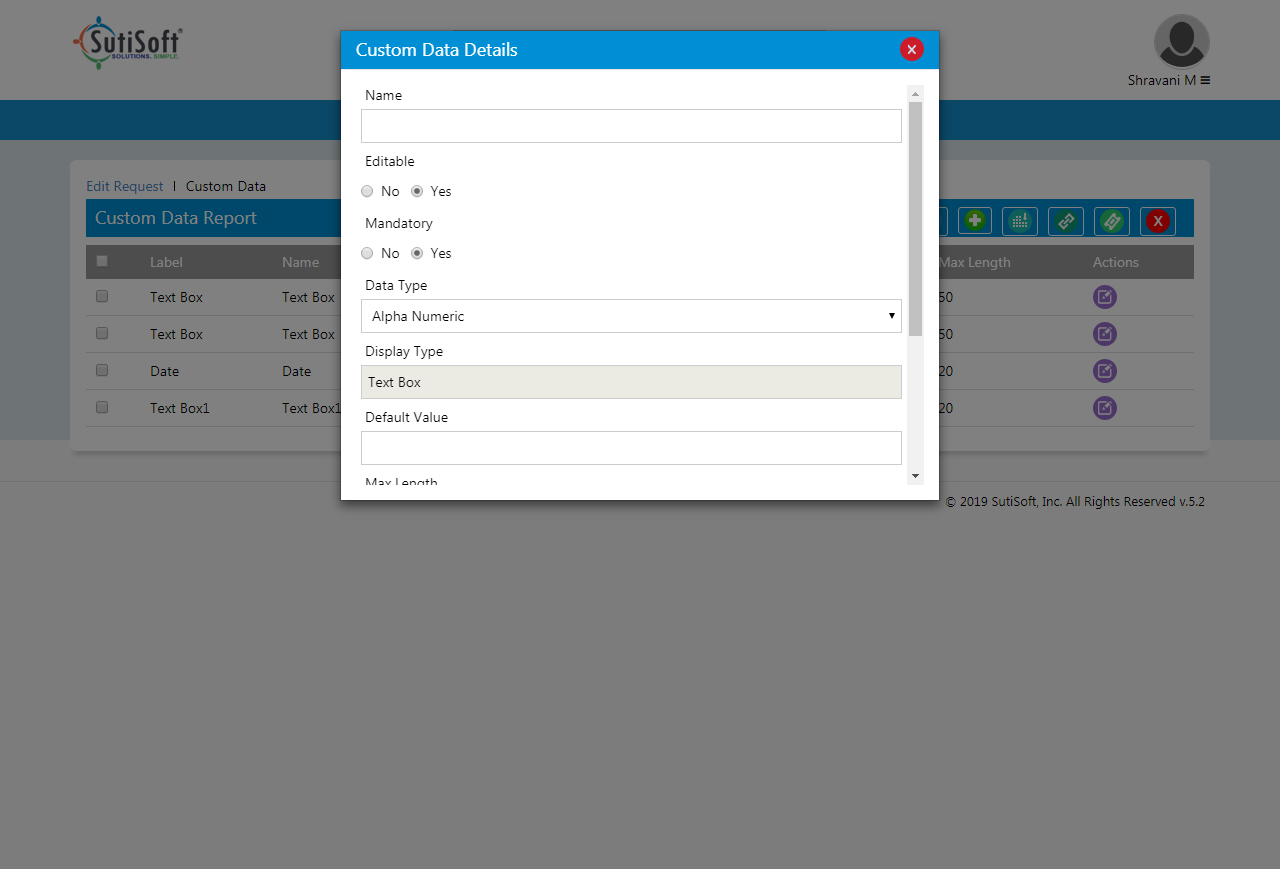 SutiSoft®
SOLUTIONS. SIMPLE.
Shravani M
Custom Data Details
X
Name
Editable
No Yes
Mandatory
No Yes
Data Type
Alpha Numeric
Display Type
Text Box
Default Value
Max Length
Edit Request | Custom Data
Custom Data Report
X
Label Name Max Length Actions
Text Box Text Box 50
Text Box Text Box 50
Date Date 20
Text Box1 Text Box1 20
© 2019 SutiSoft, Inc. All Rights Reserved v.5.2